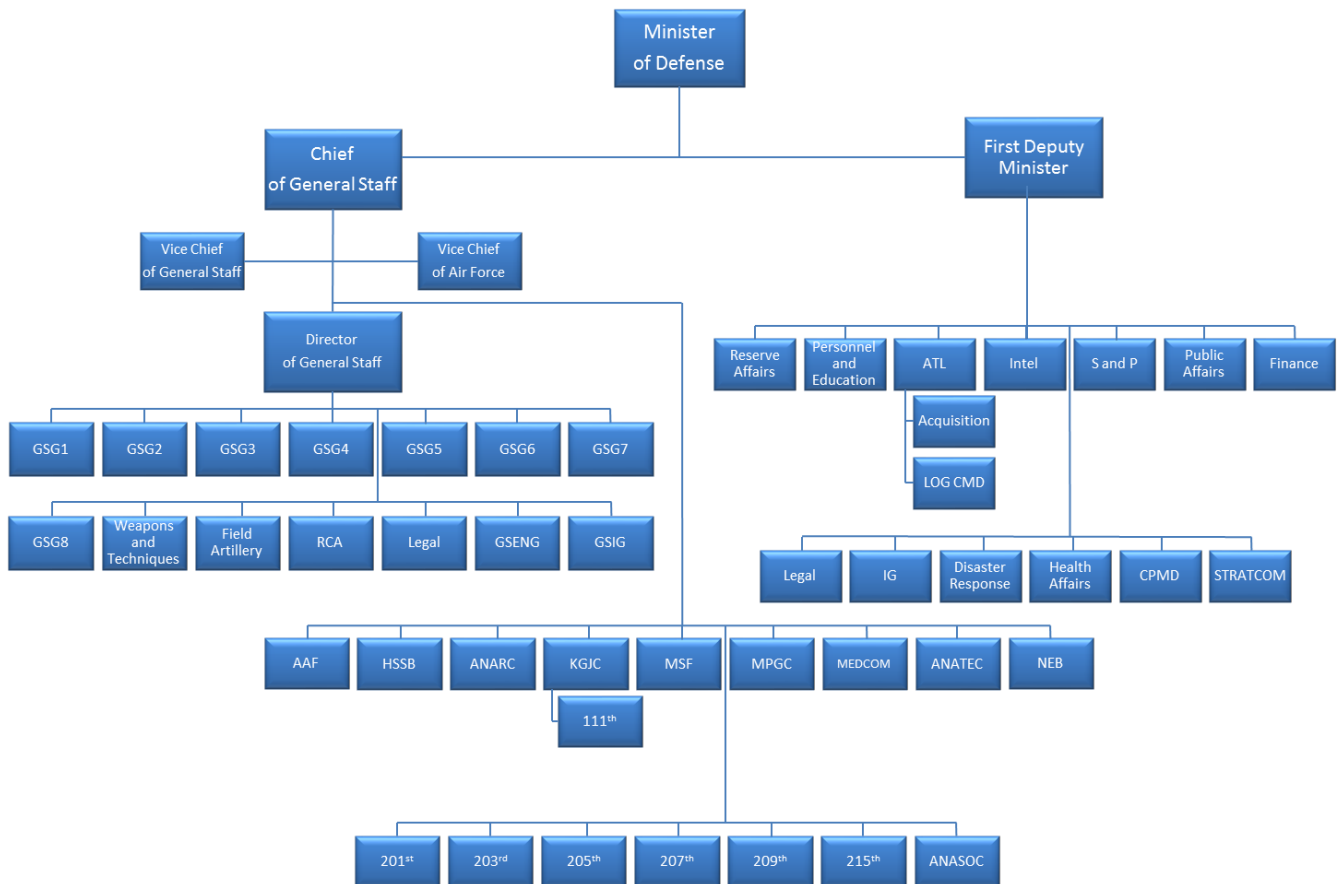 Minister
of Defense
Chief
of General Staff
First Deputy
Minister
Vice Chief
of General Staff
Vice Chief
of Air Force
Director
of General Staff
Reserve
Affairs
Personnel
and
Education
ATL
Intel
S and P
Public
Affairs
Finance
Acquisition
LOG CMD
GSG1
GSG2
GSG3
GSG4
GSG5
GSG6
GSG7
GSG8
Weapons
and
Techniques
Field
Artillery
RCA
Legal
GSENG
GSIG
Legal
IG
Disaster
Response
Health
Affairs
CPMD
STRATCOM
AAF
HSSB
ANARC
KGJC
MSF
MPGC
MEDCOM
ANATEC
NEB
111th
201st
203rd
205th
207th
209th
215th
ANASOC